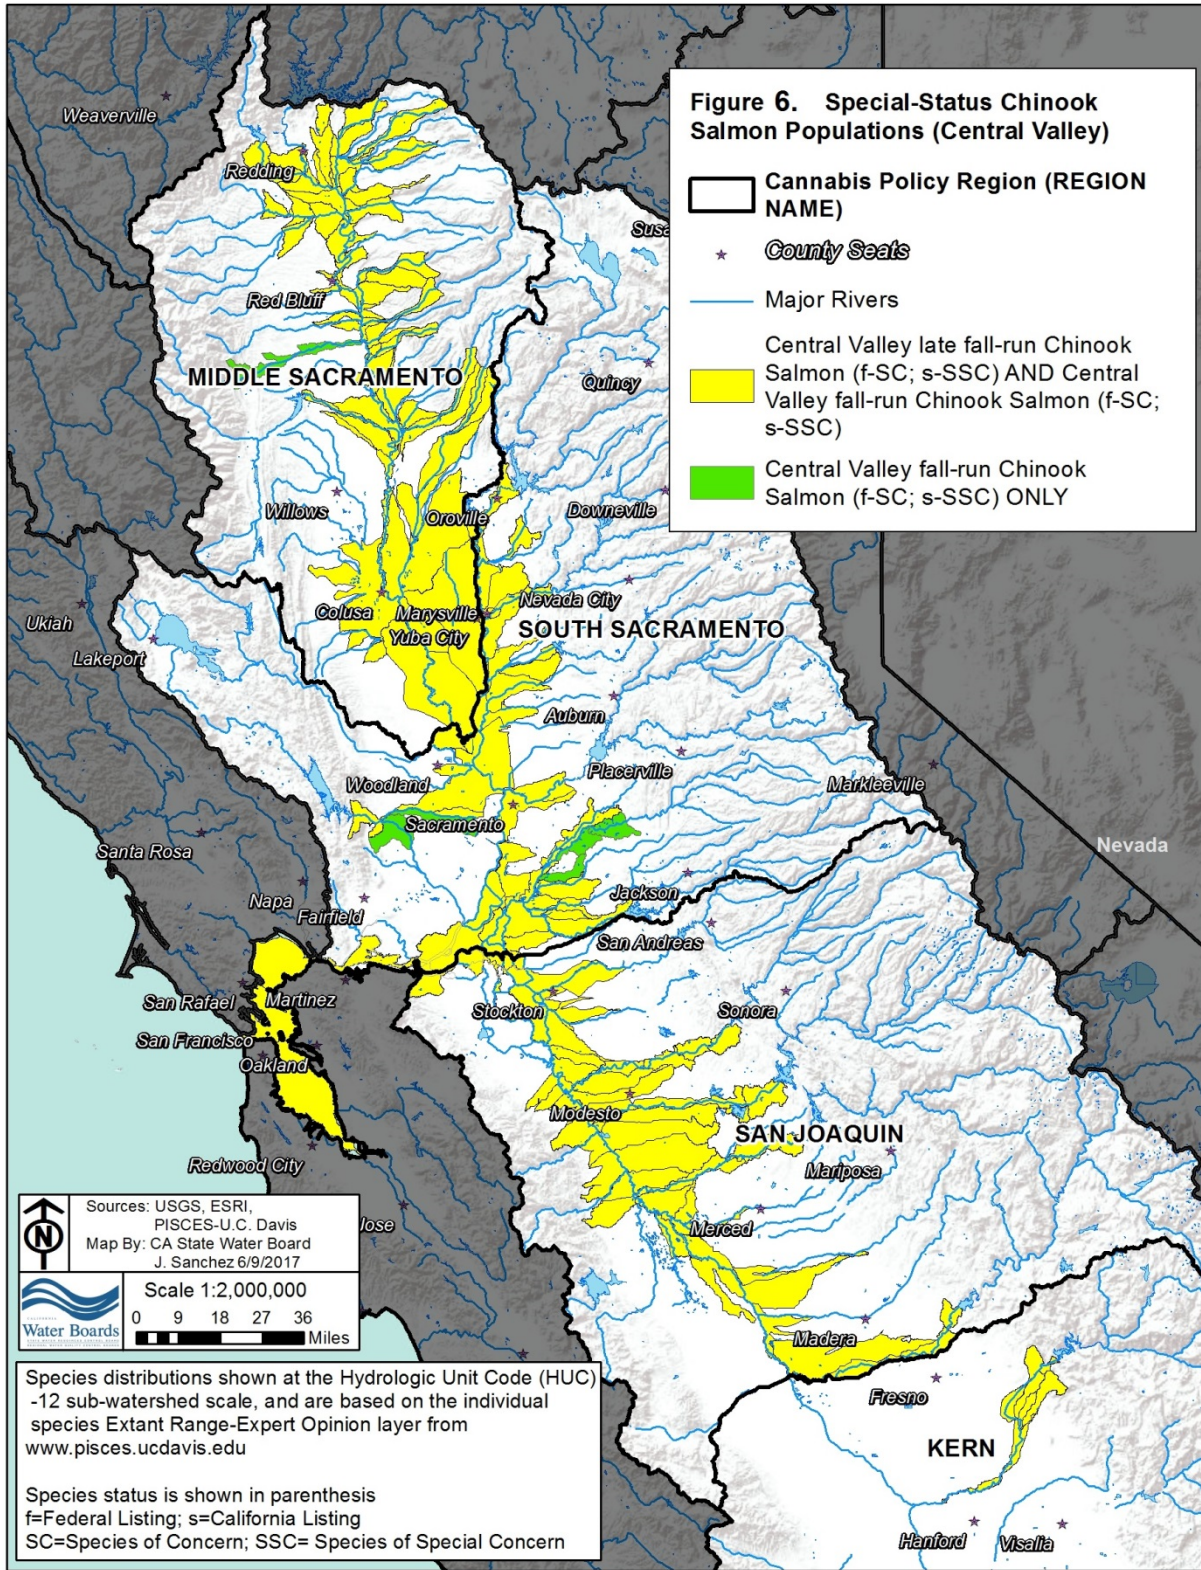 Figure 6. Special-Status Chinook
Salmon Populations (Central Valley)
Cannabis Policy Region (REGION
NAME)
County Seats
Major Rivers
Central Valley late fall-run Chinook
Salmon (f-SC; s-SSC) AND Central
Valley fall-run Chinook Salmon (f-SC;
s-SSC)
Central Valley fall-run Chinook
Salmon (f-SC; s-SSC) ONLY
Weaverville
Redding
Susa
Red Bluff
MIDDLE SACRAMENTO
Quincy
Willows
Oroville
Downeville
Colusa
Marysville
Nevada City
Ukiah
Yuba City
SOUTH SACRAMENTO
Lakeport
Auburn
Woodland
Placerville
Markleeville
Sacramento
Nevada
Santa Rosa
Napa
Jackson
Fairfield
San Andreas
San Rafael
Martinez
Stockton
Sonora
San Francisco
Oakland
Modesto
SAN JOAQUIN
Redwood City
Mariposa
Jose
Merced
Madera
Fresno
KERN
Hanford
Visalia
N
Sources: USGS, ESRI,
PISCES-U.C. Davis
Map By: CA State Water Board
J. Sanchez 6/9/2017
CALIFORNIA
Water Boards
Scale 1:2,000,000
0 9 18 27 36
Miles
Species distributions shown at the Hydrologic Unit Code (HUC)
-12 sub-watershed scale, and are based on the individual
species Extant Range-Expert Opinion layer from
www.pisces.ucdavis.edu
Species status is shown in parenthesis
f=Federal Listing; s=California Listing
SC=Species of Concern; SSC= Species of Special Concern